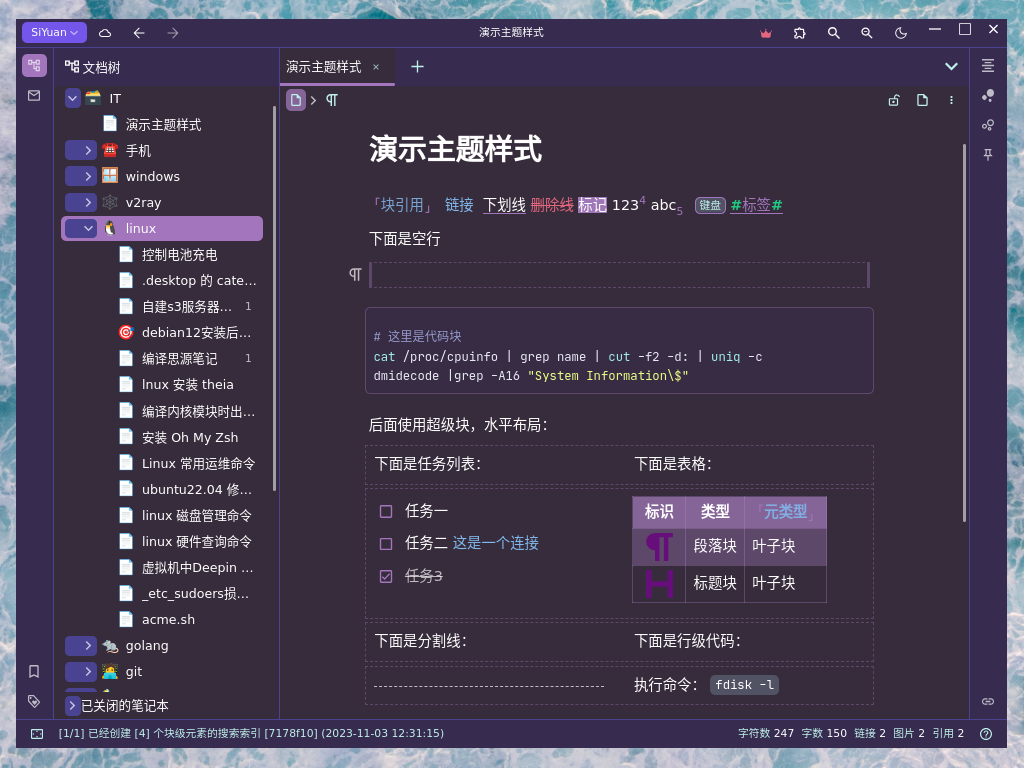 SiYuan
演示主题样式
文档树
IT
演示主题样式
手机
windows
v2ray
linux
控制电池充电
.desktop 的 cate...
自建s3服务器... 1
debian12安装后...
编译思源笔记 1
lnux 安装 theia
编译内核模块时出...
安装 Oh My Zsh
Linux 常用运维命令
ubuntu22.04 修...
linux 磁盘管理命令
linux 硬件查询命令
虚拟机中Deepin ...
_etc_sudoers损...
acme.sh
golang
git
已关闭的笔记本
演示主题样式 ×
¶
演示主题样式
「块引用」 链接 下划线 删除线 标记 123⁴ abc₅ 键盘 #标签#
下面是空行
¶
# 这里是代码块
cat /proc/cpuinfo | grep name | cut -f2 -d: | uniq -c
dmidecode |grep -A16 "System Information\$"
后面使用超级块，水平布局：
下面是任务列表： 下面是表格：
任务一
任务二 这是一个连接
任务3
标识 类型 「元类型」
¶ 段落块 叶子块
H 标题块 叶子块
下面是分割线： 下面是行级代码：
执行命令： fdisk -l
[1/1] 已经创建 [4] 个块级元素的搜索索引 [7178f10] (2023-11-03 12:31:15)
字符数 247 字数 150 链接 2 图片 2 引用 2